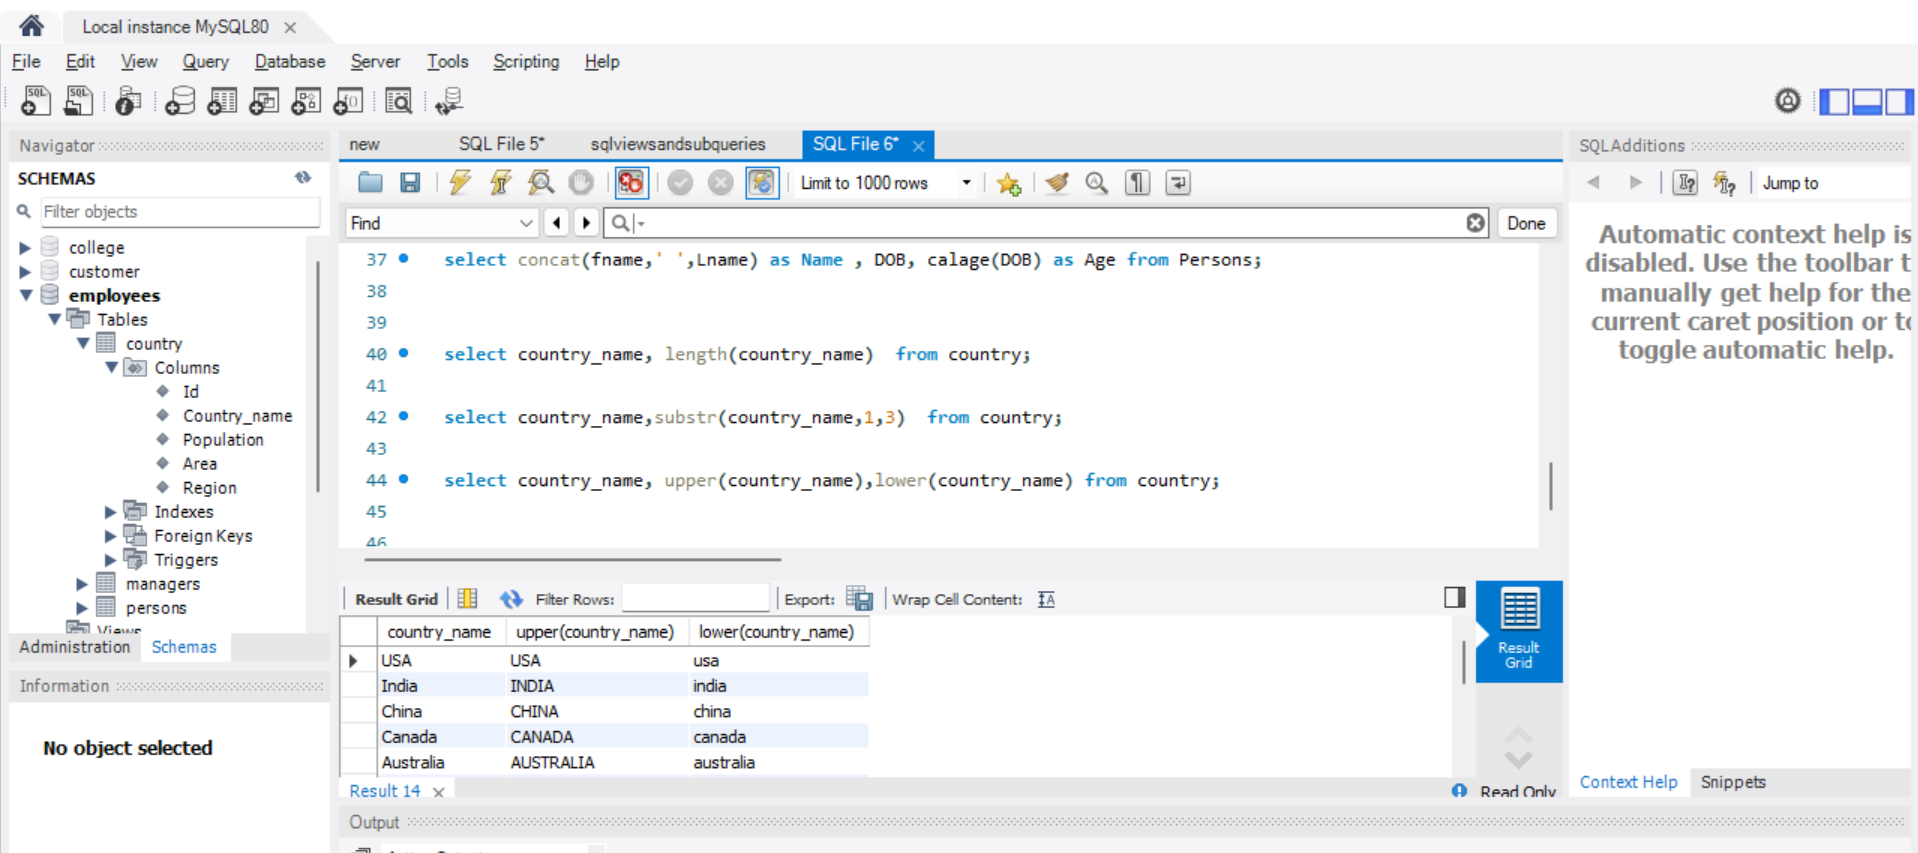 Local instance MySQL80
File Edit View Query Database Server Tools Scripting Help
Navigator
SCHEMAS
Filter objects
college
customer
employees
Tables
country
Columns
Id
Country_name
Population
Area
Region
Indexes
Foreign Keys
Triggers
managers
persons
Views
Administration Schemas
Information
No object selected
new SQL File 5* sqlviewsandsubqueries SQL File 6*
Limit to 1000 rows
Find Done
37 select concat(fname,' ',Lname) as Name , DOB, calage(DOB) as Age from Persons;
38
39
40 select country_name, length(country_name)  from country;
41
42 select country_name,substr(country_name,1,3)  from country;
43
44 select country_name, upper(country_name),lower(country_name) from country;
45
46
Result Grid Filter Rows: Export: Wrap Cell Content:
country_name upper(country_name) lower(country_name)
USA USA usa
India INDIA india
China CHINA china
Canada CANADA canada
Australia AUSTRALIA australia
Result Grid
Result 14 Read Only
Output
SQLAdditions
Jump to
Automatic context help is
disabled. Use the toolbar t
manually get help for the
current caret position or to
toggle automatic help.
Context Help Snippets